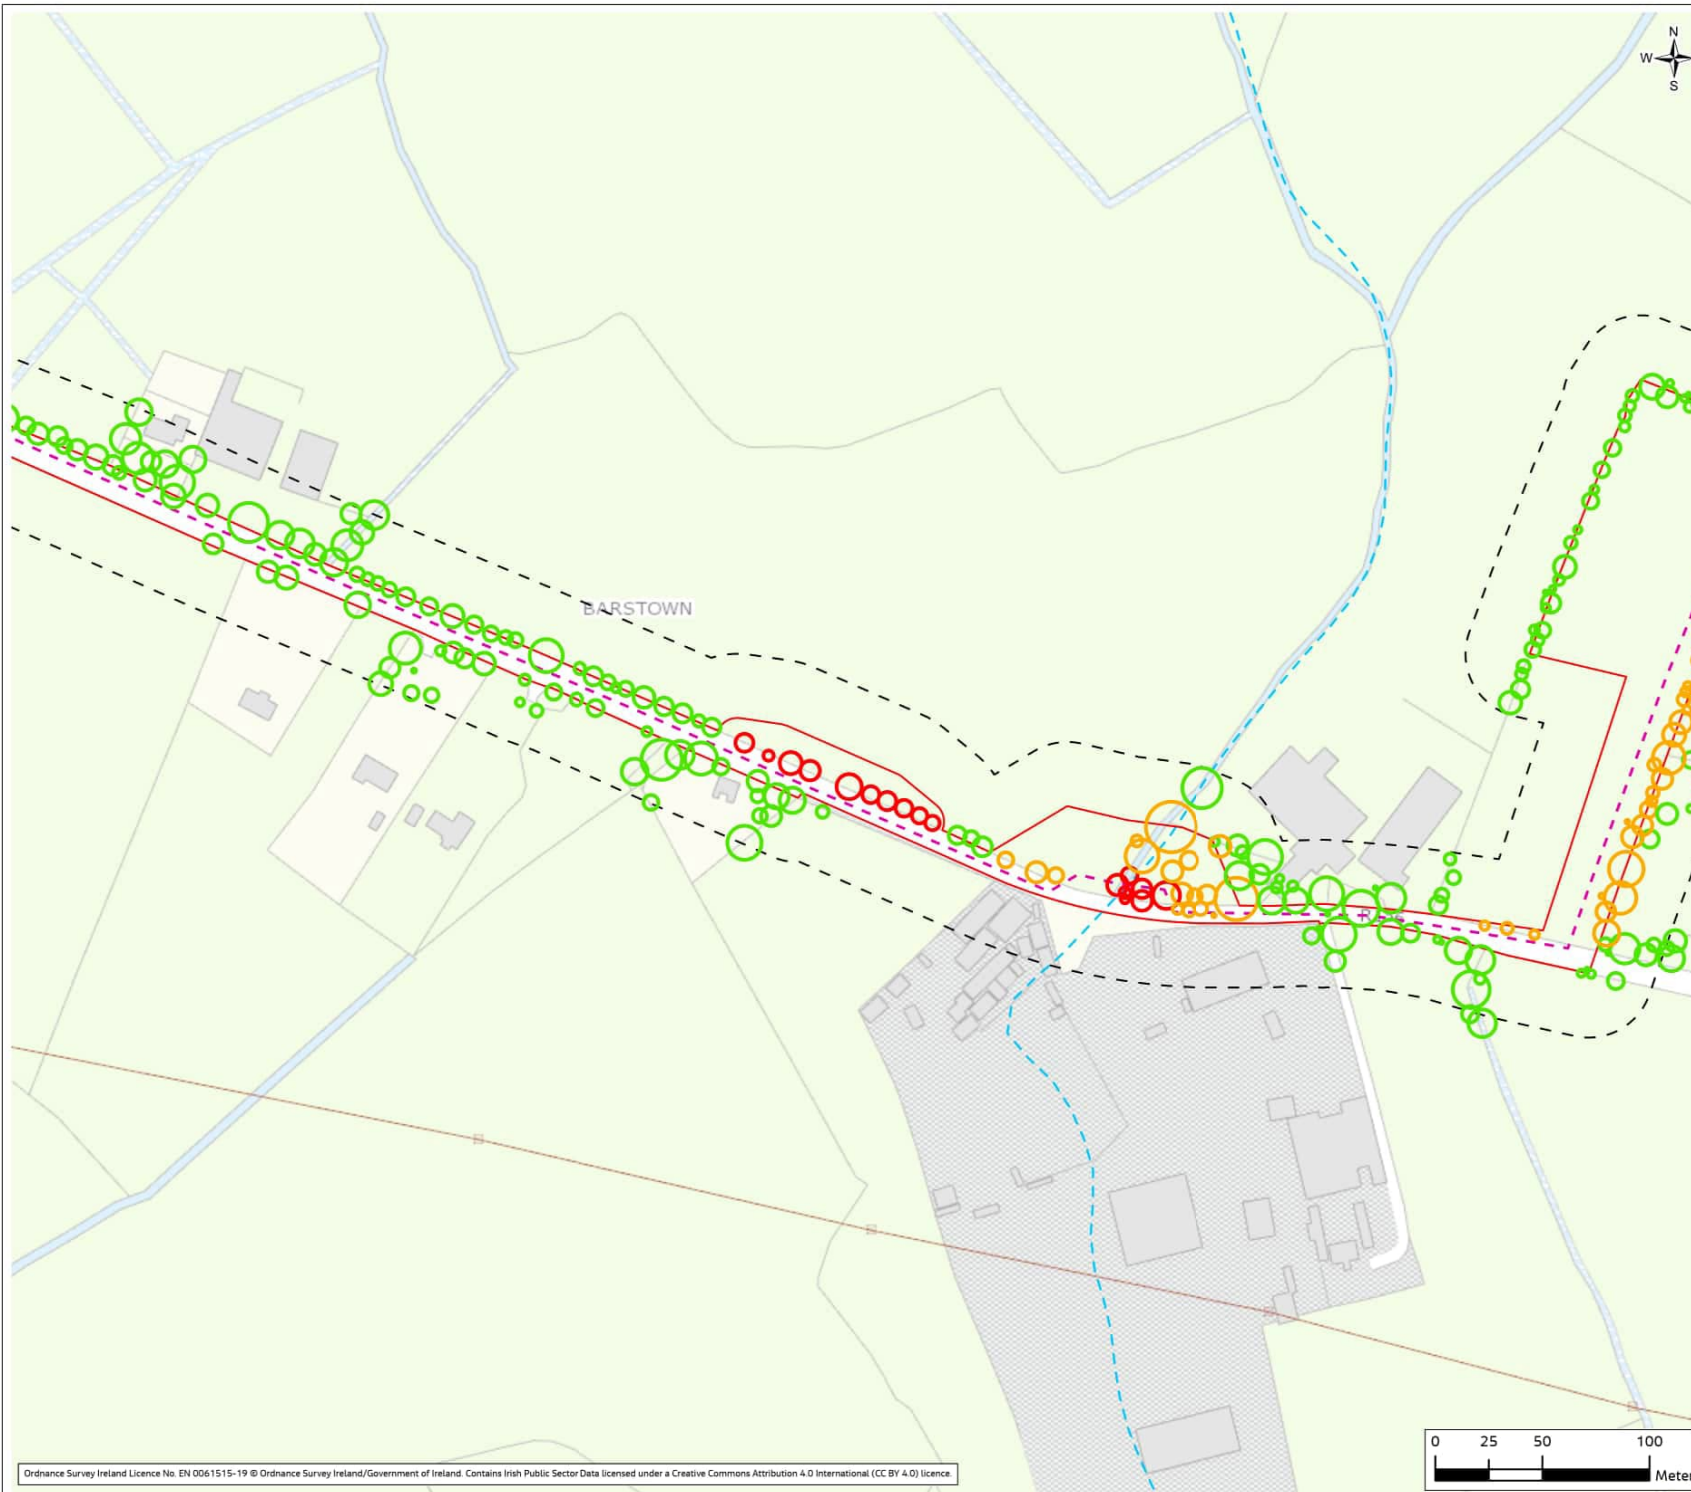 N
W
S
BARSTOWN
0 25 50 100
Meter
Ordnance Survey Ireland Licence No. EN 0061515-19 © Ordnance Survey Ireland/Government of Ireland. Contains Irish Public Sector Data licensed under a Creative Commons Attribution 4.0 International (CC BY 4.0) licence.